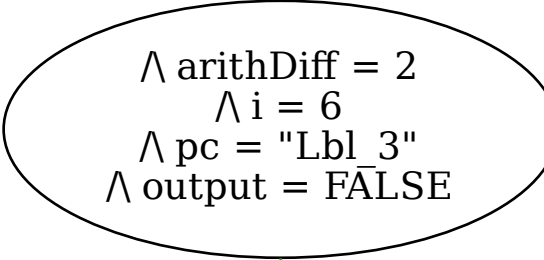 /\ arithDiff = 2
/\ i = 6
/\ pc = "Lbl_3"
/\ output = FALSE